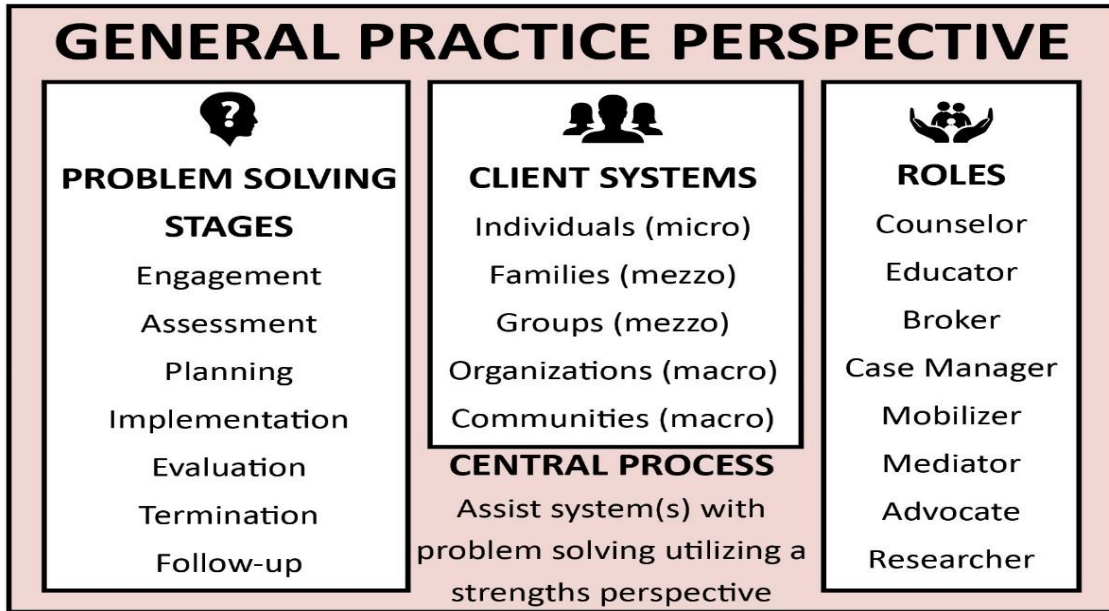 GENERAL PRACTICE PERSPECTIVE
?
PROBLEM SOLVING
STAGES
Engagement
Assessment
Planning
Implementation
Evaluation
Termination
Follow-up
CLIENT SYSTEMS
Individuals (micro)
Families (mezzo)
Groups (mezzo)
Organizations (macro)
Communities (macro)
CENTRAL PROCESS
Assist system(s) with
problem solving utilizing a
strengths perspective
ROLES
Counselor
Educator
Broker
Case Manager
Mobilizer
Mediator
Advocate
Researcher